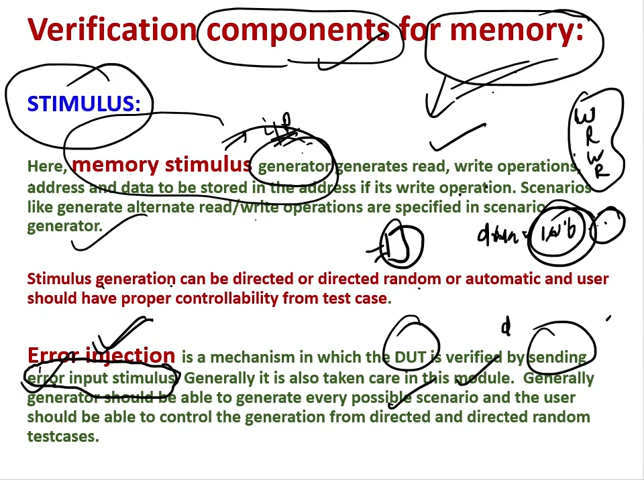 Verification components for memory:
STIMULUS:
i/p
W
R
W
R
Here, memory stimulus generator generates read, write operations,
address and data to be stored in the address if its write operation. Scenarios
like generate alternate read/write operations are specified in scenario
generator.
Stimulus generation can be directed or directed random or automatic and user
should have proper controllability from test case.
d
Error injection is a mechanism in which the DUT is verified by sending
error input stimulus. Generally it is also taken care in this module. Generally
generator should be able to generate every possible scenario and the user
should be able to control the generation from directed and directed random
testcases.